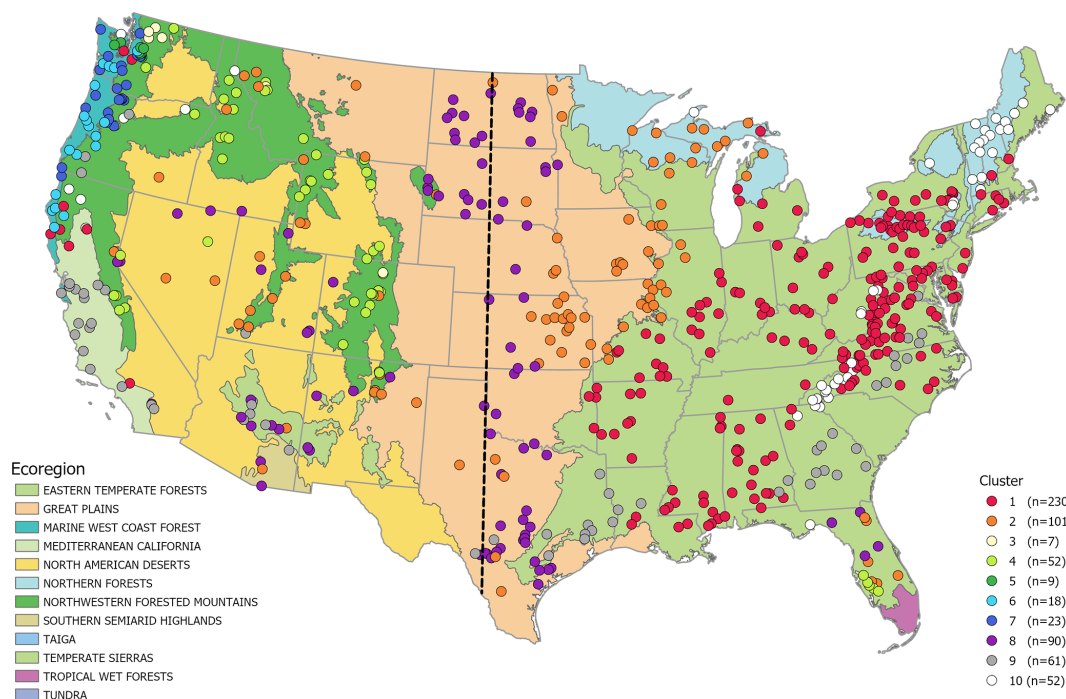 Ecoregion
EASTERN TEMPERATE FORESTS
GREAT PLAINS
MARINE WEST COAST FOREST
MEDITERRANEAN CALIFORNIA
NORTH AMERICAN DESERTS
NORTHERN FORESTS
NORTHWESTERN FORESTED MOUNTAINS
SOUTHERN SEMIARID HIGHLANDS
TAIGA
TEMPERATE SIERRAS
TROPICAL WET FORESTS
TUNDRA
Cluster
1 (n=230
2 (n=101
3 (n=7)
4 (n=52)
5 (n=9)
6 (n=18)
7 (n=23)
8 (n=90)
9 (n=61)
10 (n=52)